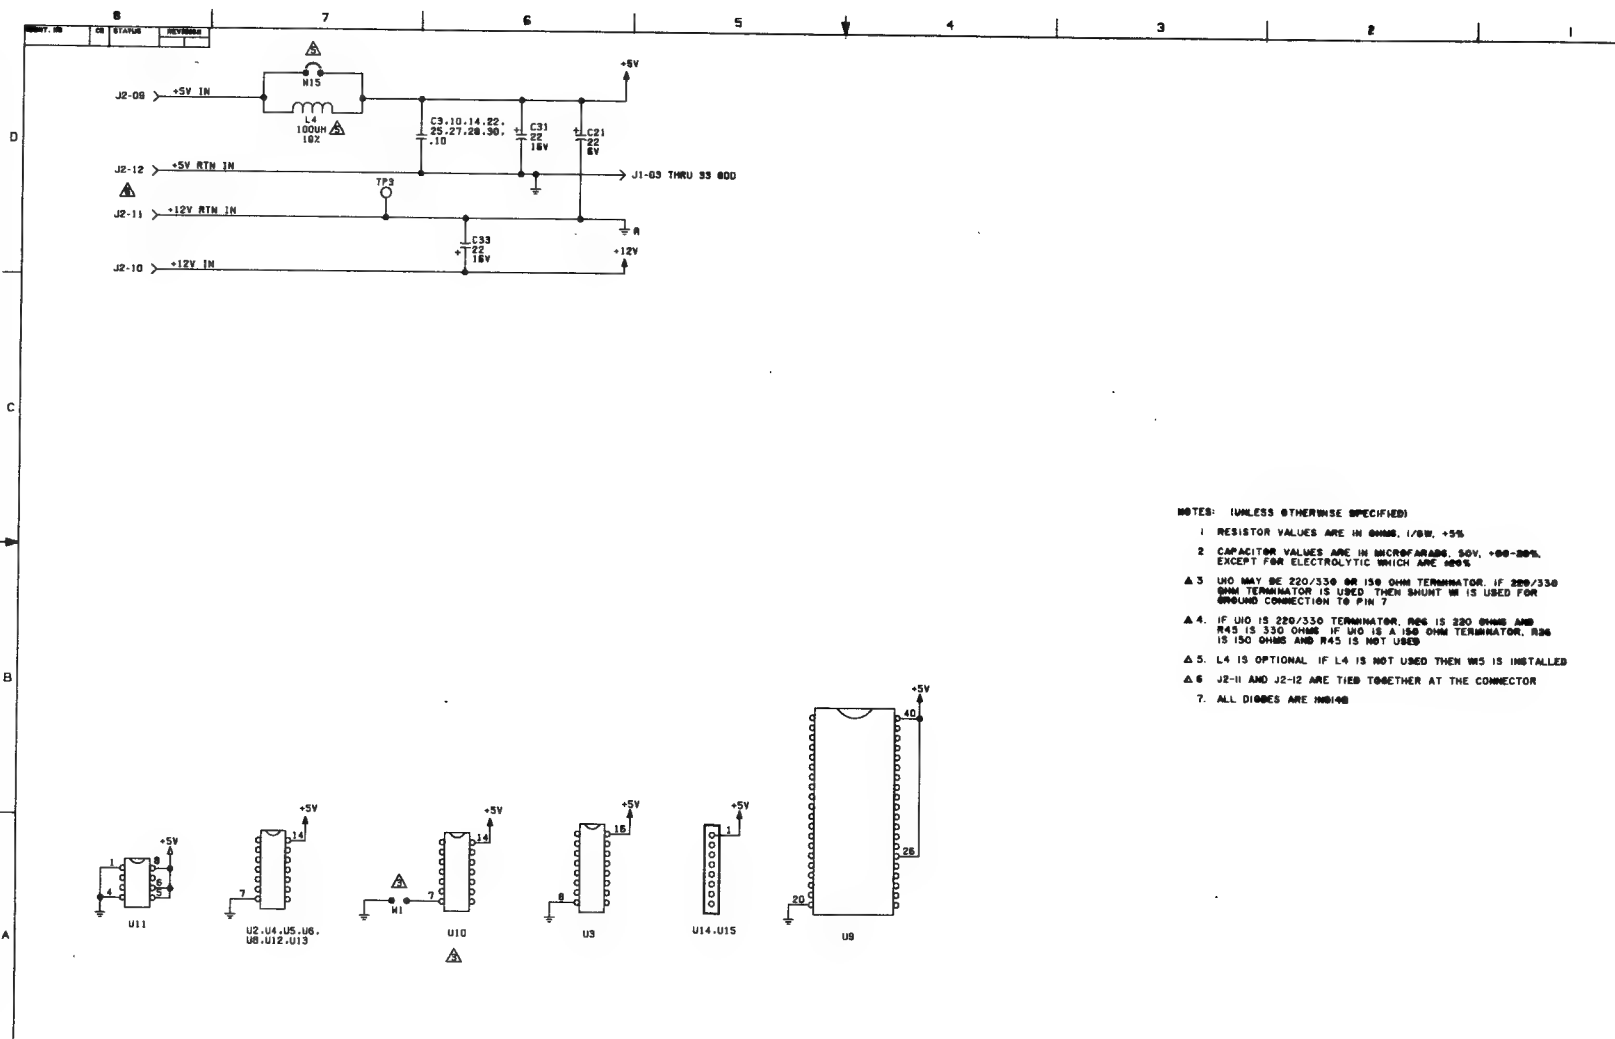 8 7 6 5 4 3 2 1
CD STATUS REVISION
D
C
B
A
5
W15
J2-09 +5V IN
L4
100UH 5
10%
+5V
C3,10,14,22,
25,27,28,30,
.10
+ C31
22
16V
+ C21
22
6V
J2-12 +5V RTN IN
6
J1-03 THRU 33 ODD
TP3
J2-11 +12V RTN IN
A
C33
22
+ 16V
+12V
J2-10 +12V IN
NOTES: (UNLESS OTHERWISE SPECIFIED)
1 RESISTOR VALUES ARE IN OHMS, 1/8W, +5%
2 CAPACITOR VALUES ARE IN MICROFARADS, 50V,
EXCEPT FOR ELECTROLYTIC WHICH ARE
3 U10 MAY BE 220/330 OR 150 OHM TERMINATOR. IF 220/330
OHM TERMINATOR IS USED THEN SHUNT W1 IS USED FOR
GROUND CONNECTION TO PIN 7
4. IF U10 IS 220/330 TERMINATOR, R26 IS 220 OHMS AND
R45 IS 330 OHMS IF U10 IS A 150 OHM TERMINATOR, R26
IS 150 OHMS AND R45 IS NOT USED
5. L4 IS OPTIONAL IF L4 IS NOT USED THEN W15 IS INSTALLED
6 J2-11 AND J2-12 ARE TIED TOGETHER AT THE CONNECTOR
7. ALL DIODES ARE
+5V
1 8
6
4 5
U11
+5V
14
7
U2,U4,U5,U6,
U8,U12,U13
+5V
14
3
W1
7
U10
3
+5V
16
8
U3
+5V
1
U14,U15
+5V
40
26
20
U9